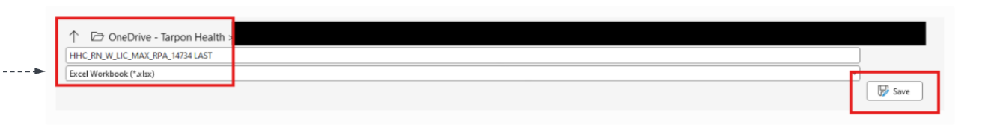 OneDrive - Tarpon Health >
HHC_RN_W_LIC_MAX_RPA_14734 LAST
Excel Workbook (*.xlsx)
Save